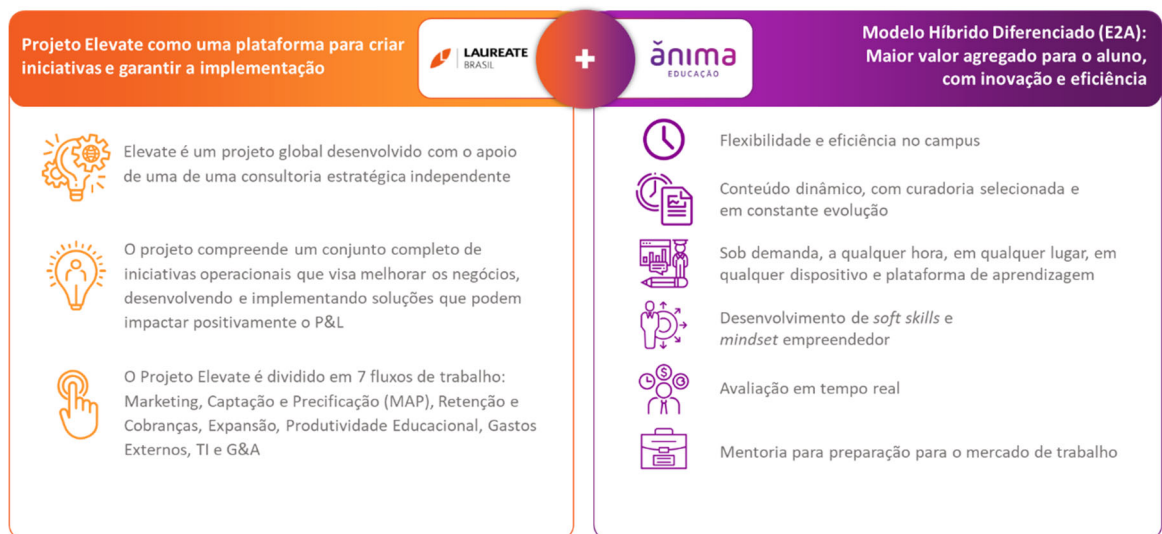 Projeto Elevate como uma plataforma para criar
iniciativas e garantir a implementação
LAUREATE
BRASIL
+
ănima
EDUCAÇÃO
Modelo Híbrido Diferenciado (E2A):
Maior valor agregado para o aluno,
com inovação e eficiência
Elevate é um projeto global desenvolvido com o apoio
de uma de uma consultoria estratégica independente
O projeto compreende um conjunto completo de
iniciativas operacionais que visa melhorar os negócios,
desenvolvendo e implementando soluções que podem
impactar positivamente o P&L
O Projeto Elevate é dividido em 7 fluxos de trabalho:
Marketing, Captação e Precificação (MAP), Retenção e
Cobranças, Expansão, Produtividade Educacional, Gastos
Externos, TI e G&A
Flexibilidade e eficiência no campus
Conteúdo dinâmico, com curadoria selecionada e
em constante evolução
Sob demanda, a qualquer hora, em qualquer lugar, em
qualquer dispositivo e plataforma de aprendizagem
Desenvolvimento de soft skills e
mindset empreendedor
Avaliação em tempo real
Mentoria para preparação para o mercado de trabalho